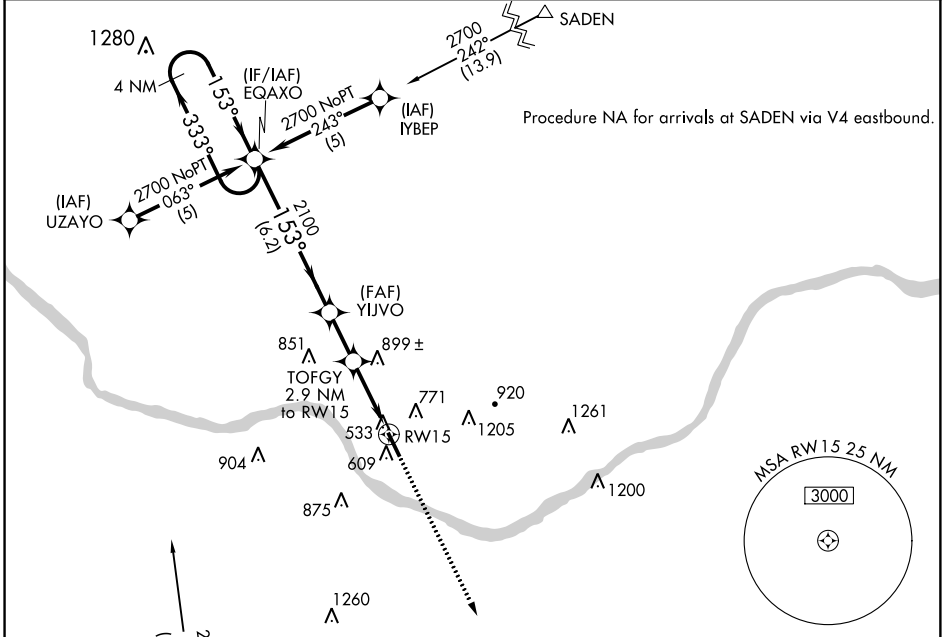 SADEN
1280
2700
242°
(13.9)
4 NM
(IF/IAF)
EQAXO
153°
2700 NoPT
243°
(5)
(IAF)
IYBEP
Procedure NA for arrivals at SADEN via V4 eastbound.
333°
2700 NoPT
063°
(5)
(IAF)
UZAYO
2100
153°
(6.2)
(FAF)
YIJVO
851
899 ±
TOFGY
2.9 NM
to RW15
771
920
533
RW15
1205
1261
904
609
MSA RW15 25 NM
875
1200
3000
1260
2
(